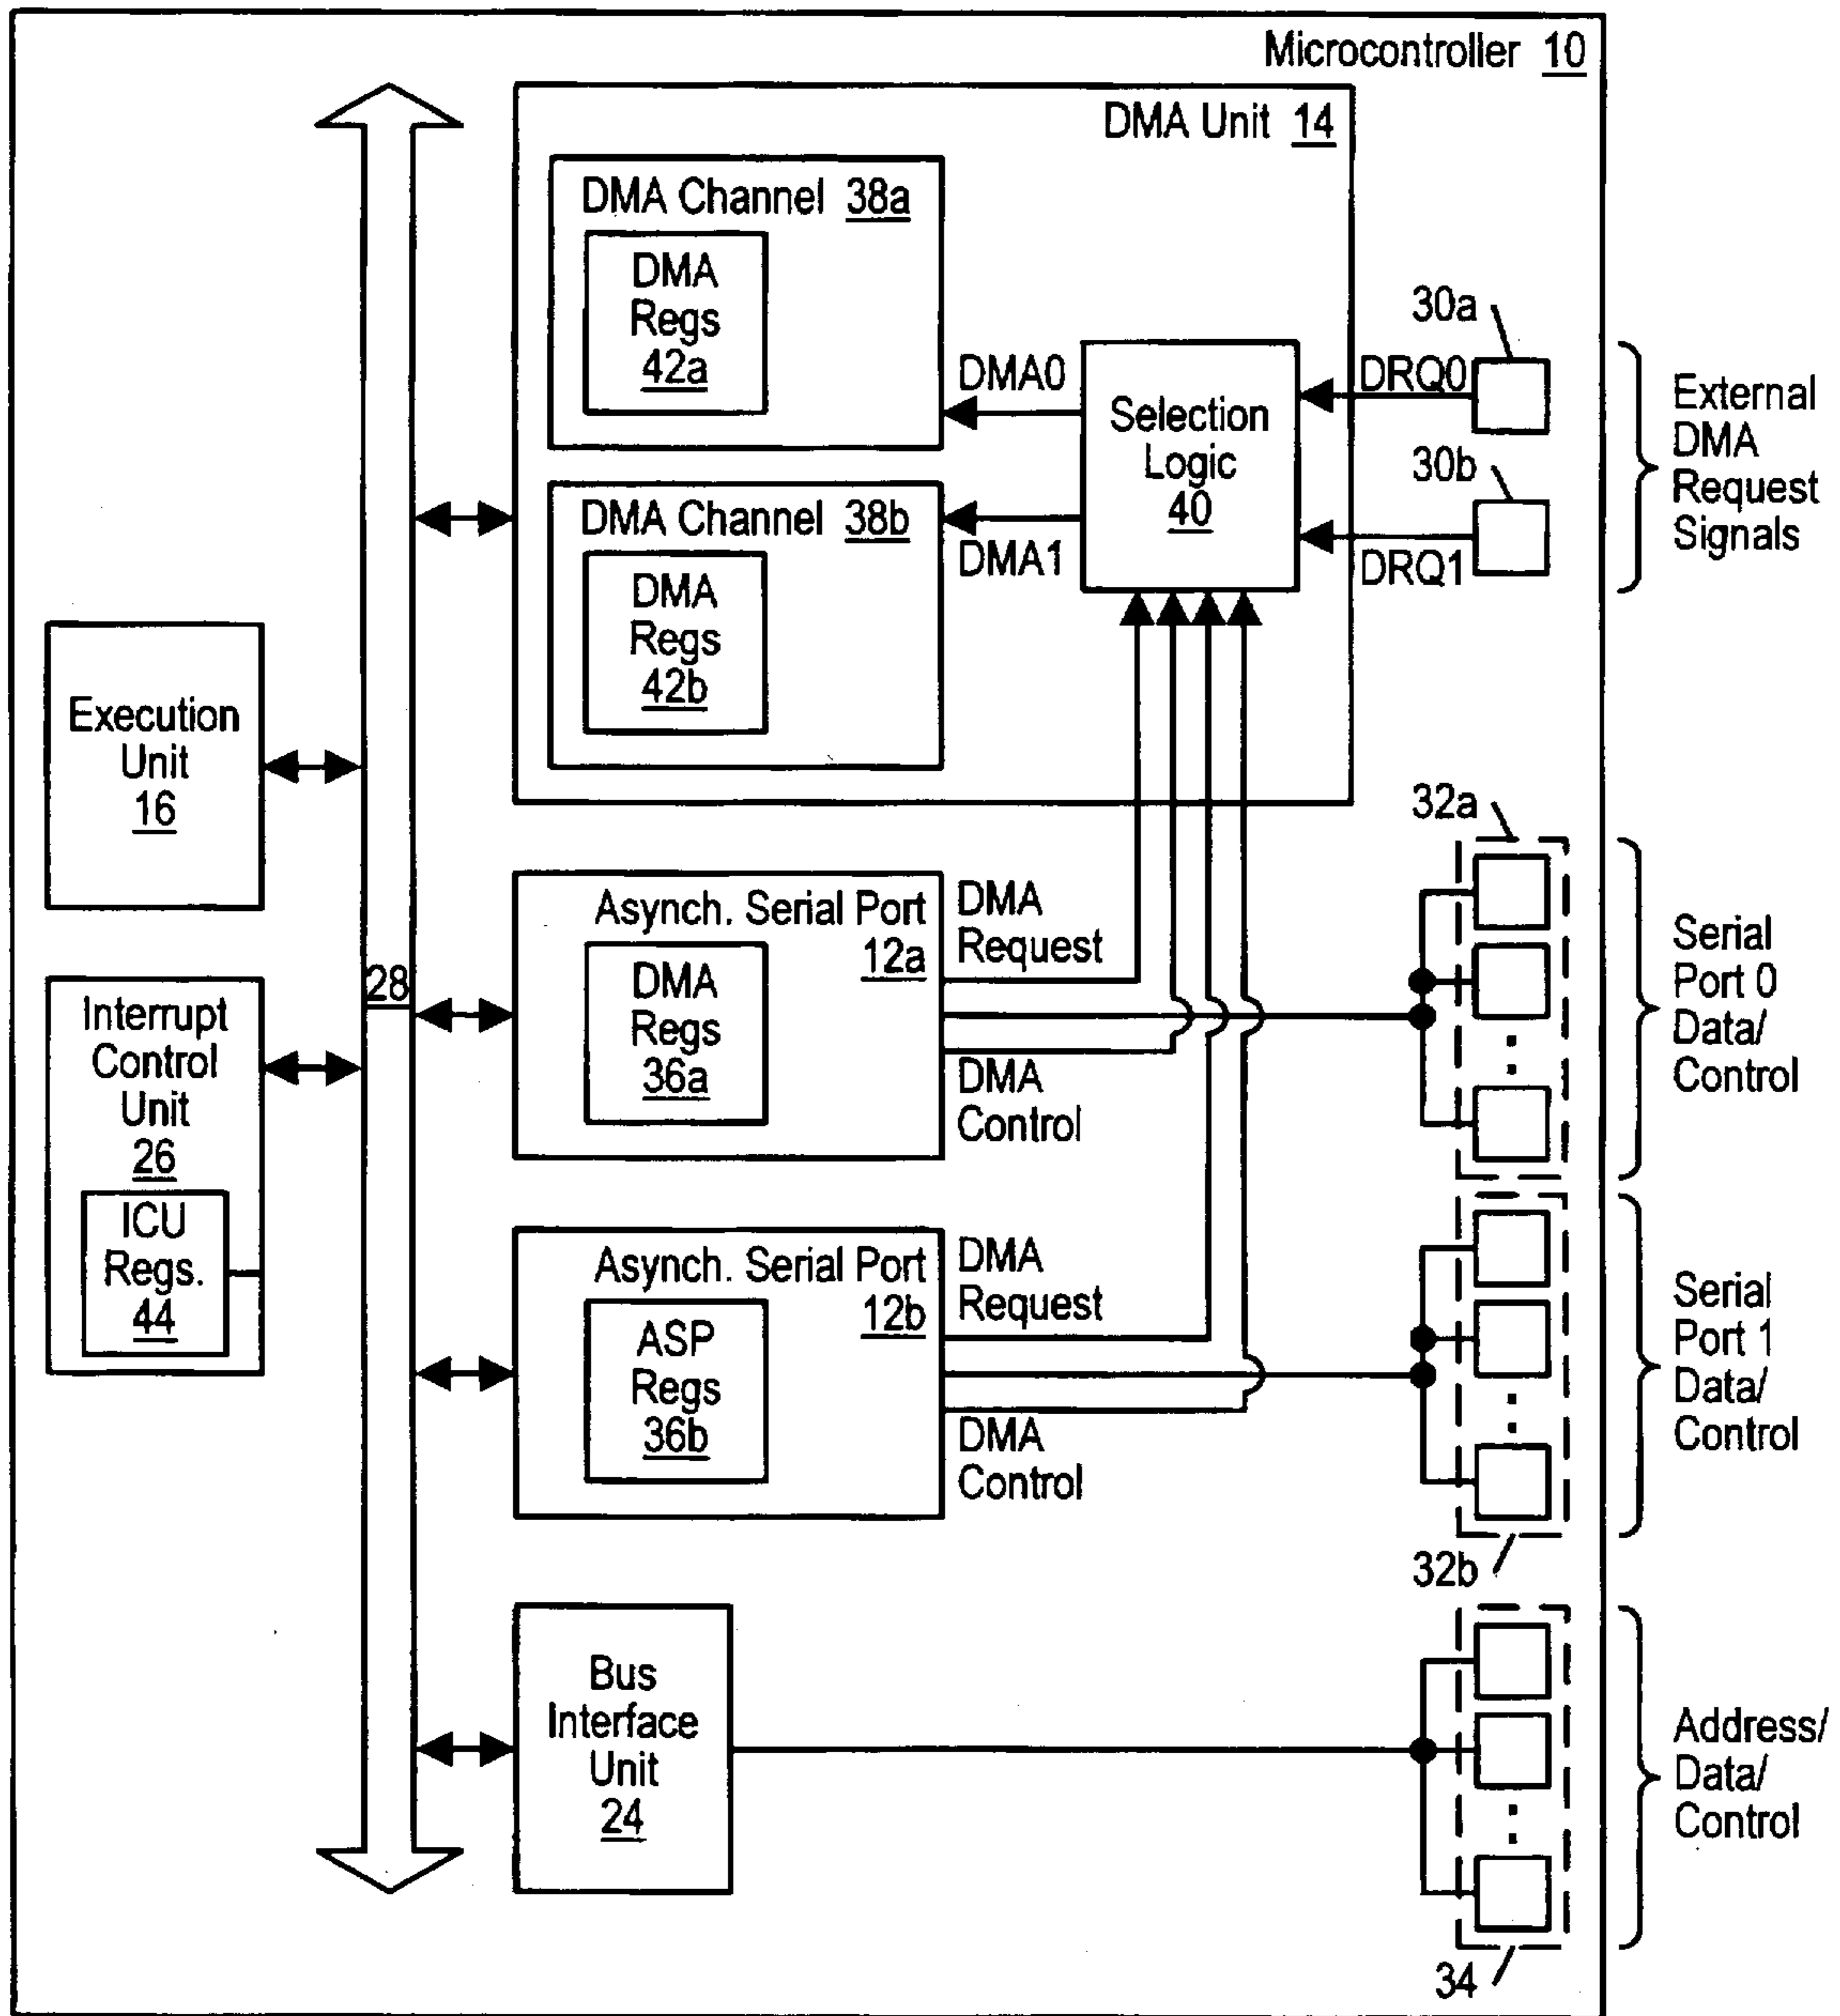 Microcontroller 10
DMA Unit 14
DMA Channel 38a
DMA
Regs
42a
DMA0
Selection
Logic
40
DRQ0
30a
External
DMA
Request
Signals
30b
DRQ1
DMA Channel 38b
DMA1
DMA
Regs
42b
Execution
Unit
16
28
Interrupt
Control
Unit
26
ICU
Regs.
44
Asynch. Serial Port
12a
DMA
Regs
36a
DMA
Request
DMA
Control
32a
Serial
Port 0
Data/
Control
Asynch. Serial Port
12b
ASP
Regs
36b
DMA
Request
DMA
Control
Serial
Port 1
Data/
Control
32b
Bus
Interface
Unit
24
Address/
Data/
Control
34